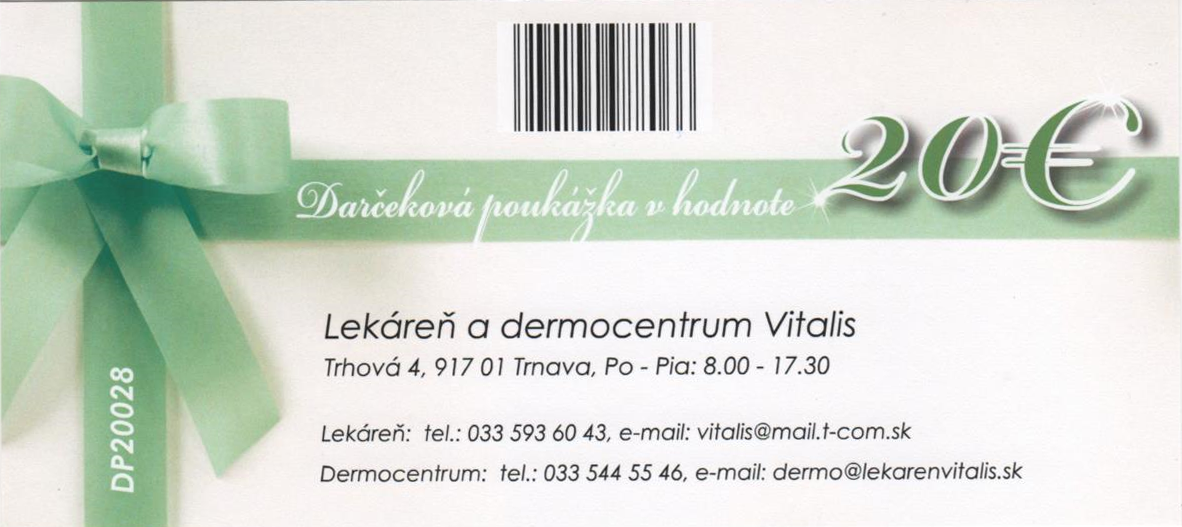 Darčeková poukážka v hodnote 20€
Lekáreň a dermocentrum Vitalis
Trhová 4, 917 01 Trnava, Po - Pia: 8.00 - 17.30
Lekáreň: tel.: 033 593 60 43, e-mail: vitalis@mail.t-com.sk
Dermocentrum: tel.: 033 544 55 46, e-mail: dermo@lekarenvitalis.sk
DP20028